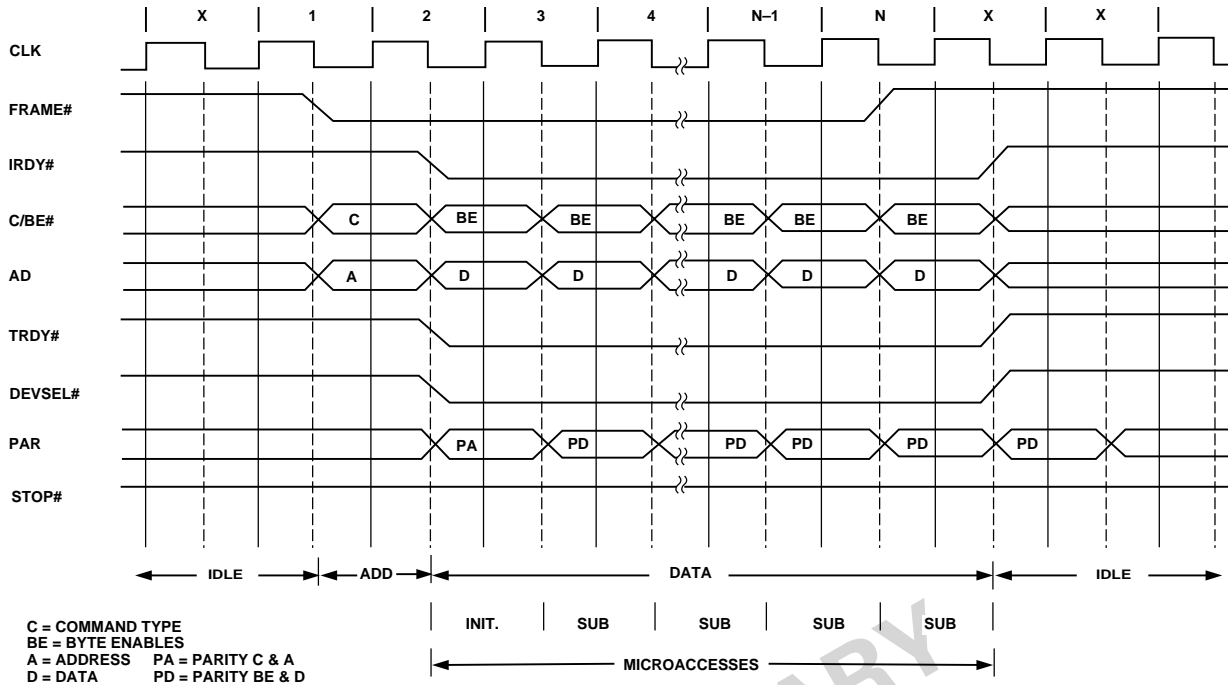 X 1 2 3 4 N–1 N X X
CLK
FRAME#
IRDY#
C/BE# C BE BE BE BE BE
AD A D D D D D
TRDY#
DEVSEL#
PAR PA PD PD PD PD PD
STOP#
IDLE ADD DATA IDLE
INIT. SUB SUB SUB SUB
MICROACCESSES
C = COMMAND TYPE
BE = BYTE ENABLES
A = ADDRESS PA = PARITY C & A
D = DATA PD = PARITY BE & D